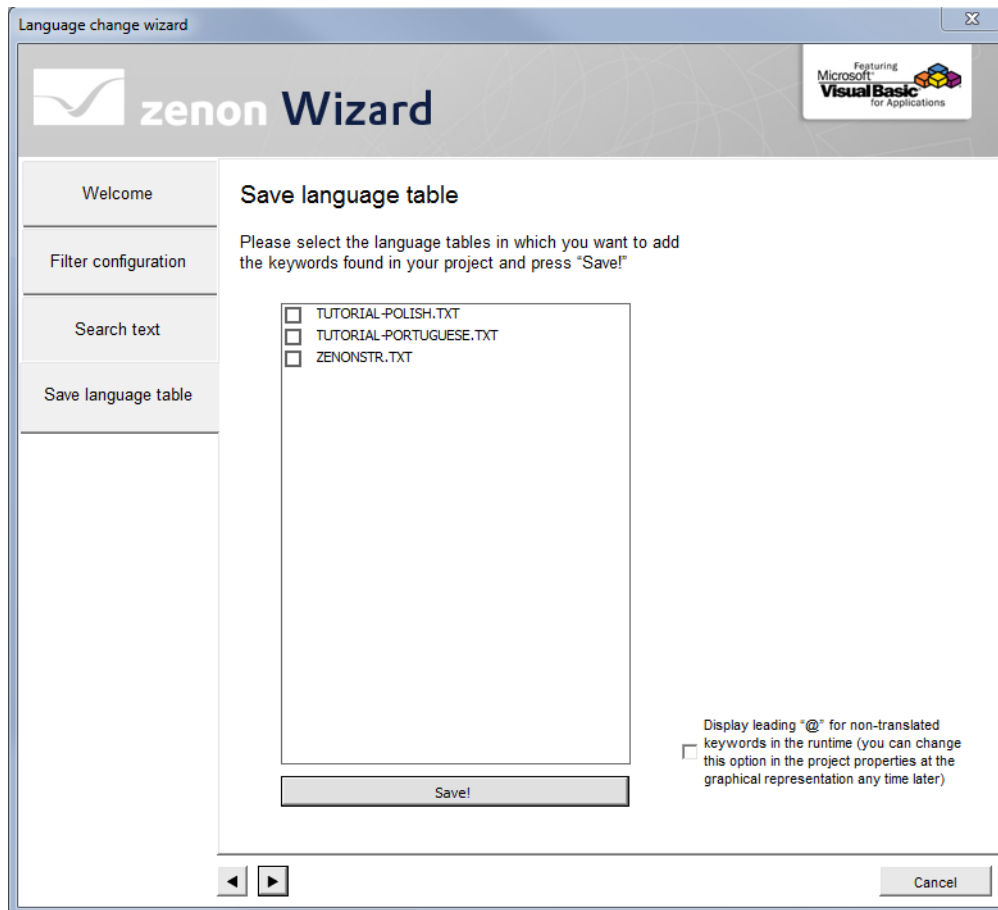 Language change wizard
zenon Wizard
Featuring
Microsoft®
Visual Basic®
for Applications
Welcome
Filter configuration
Search text
Save language table
Save language table
Please select the language tables in which you want to add
the keywords found in your project and press “Save!”
TUTORIAL-POLISH.TXT
TUTORIAL-PORTUGUESE.TXT
ZENONSTR.TXT
Display leading “@” for non-translated
keywords in the runtime (you can change
this option in the project properties at the
graphical representation any time later)
Save!
Cancel